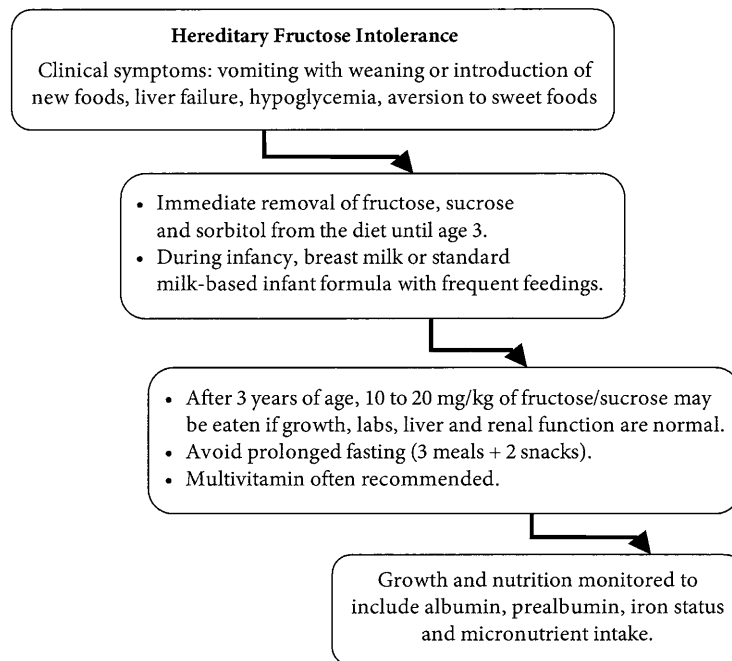 Hereditary Fructose Intolerance
Clinical symptoms: vomiting with weaning or introduction of
new foods, liver failure, hypoglycemia, aversion to sweet foods
• Immediate removal of fructose, sucrose
and sorbitol from the diet until age 3.
• During infancy, breast milk or standard
milk-based infant formula with frequent feedings.
• After 3 years of age, 10 to 20 mg/kg of fructose/sucrose may
be eaten if growth, labs, liver and renal function are normal.
• Avoid prolonged fasting (3 meals + 2 snacks).
• Multivitamin often recommended.
Growth and nutrition monitored to
include albumin, prealbumin, iron status
and micronutrient intake.